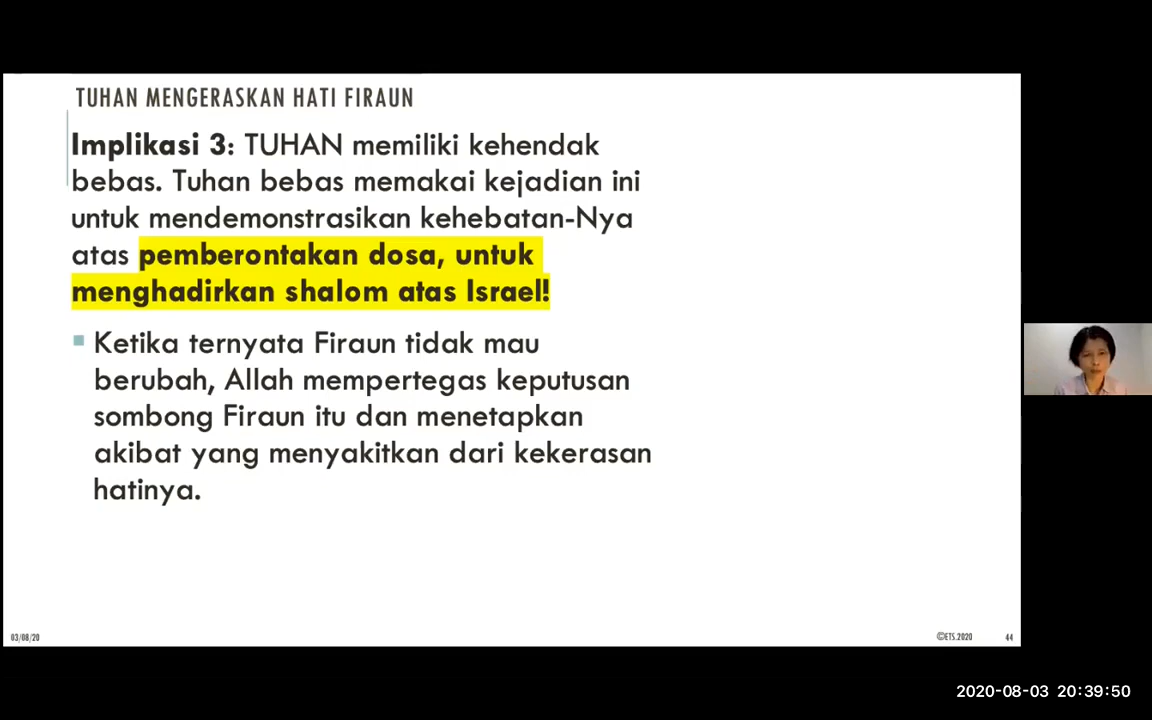 TUHAN MENGERASKAN HATI FIRAUN
Implikasi 3: TUHAN memiliki kehendak
bebas. Tuhan bebas memakai kejadian ini
untuk mendemonstrasikan kehebatan-Nya
atas pemberontakan dosa, untuk
menghadirkan shalom atas Israel!
Ketika ternyata Firaun tidak mau
berubah, Allah mempertegas keputusan
sombong Firaun itu dan menetapkan
akibat yang menyakitkan dari kekerasan
hatinya.
03/08/20
©ETS.2020
44
2020-08-03 20:39:50